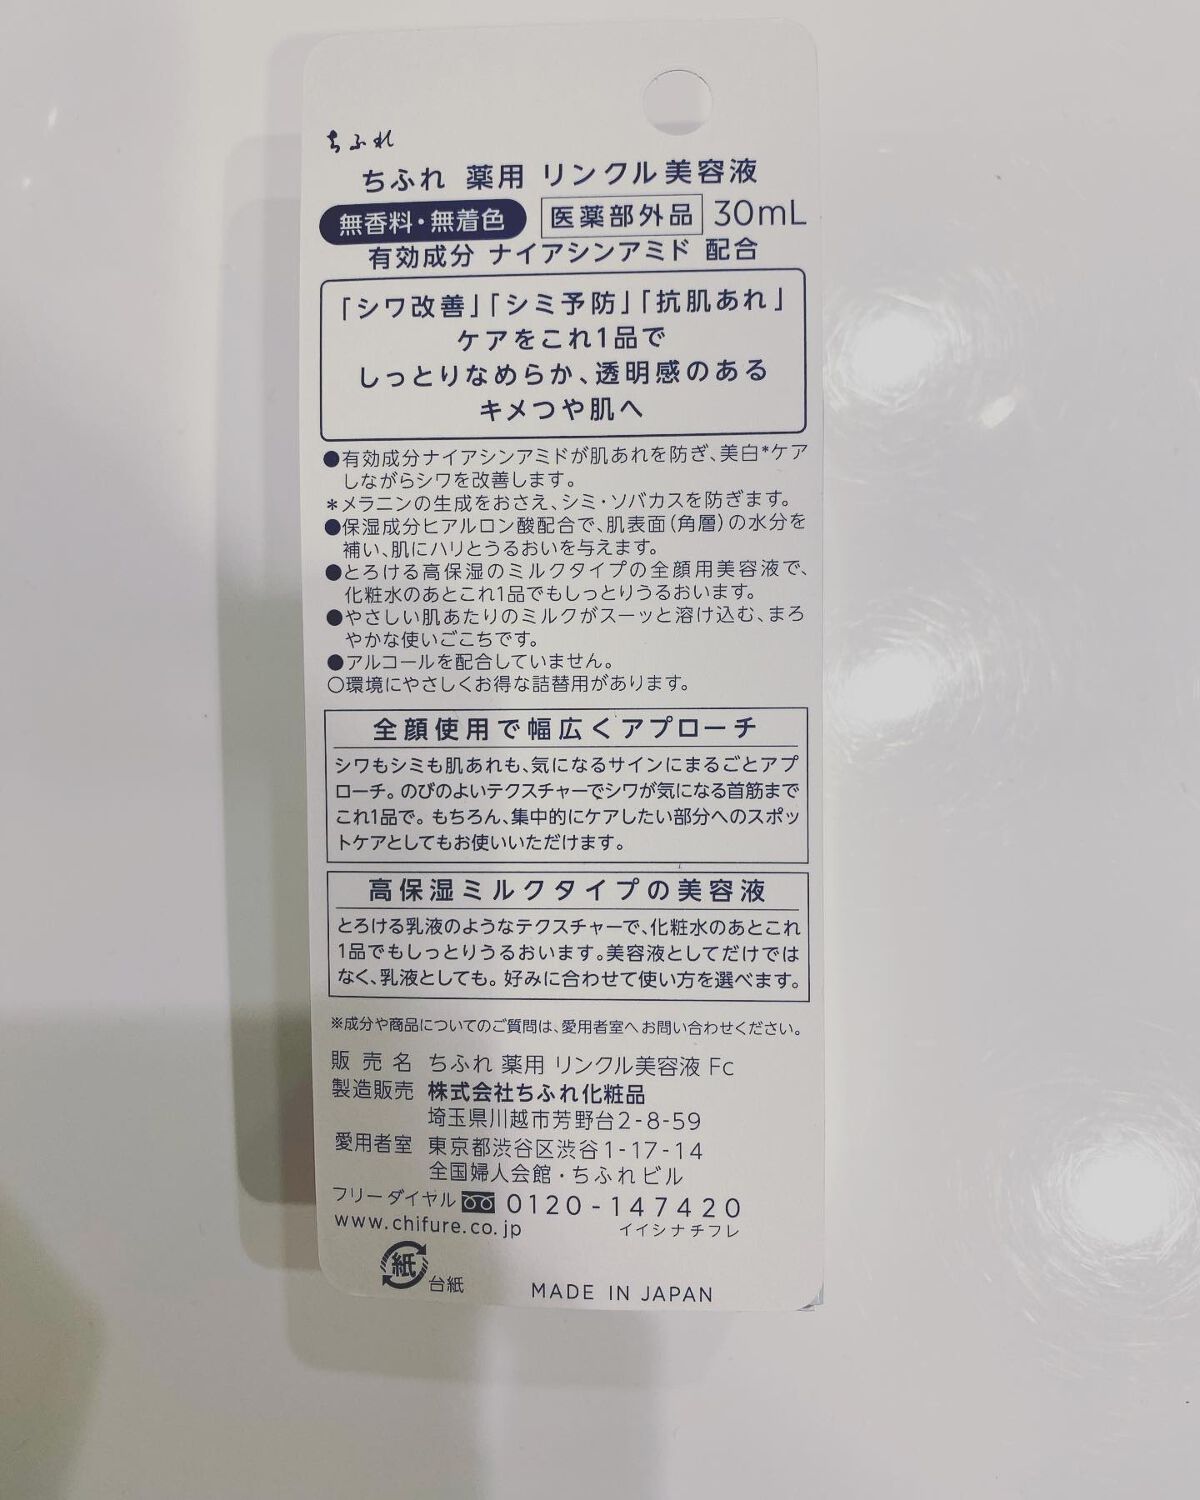 ちふれ
ちふれ 薬用 リンクル美容液
無香料・無着色 医薬部外品 30mL
有効成分 ナイアシンアミド 配合
「シワ改善」「シミ予防」「抗肌あれ」
ケアをこれ1品で
しっとりなめらか、透明感のある
キメつや肌へ
●有効成分ナイアシンアミドが肌あれを防ぎ、美白*ケア
しながらシワを改善します。
*メラニンの生成をおさえ、シミ・ソバカスを防ぎます。
●保湿成分ヒアルロン酸配合で、肌表面(角層)の水分を
補い、肌にハリとうるおいを与えます。
●とろける高保湿のミルクタイプの全顔用美容液で、
化粧水のあとこれ1品でもしっとりうるおいます。
●やさしい肌あたりのミルクがスーッと溶け込む、まろ
やかな使いごこちです。
●アルコールを配合していません。
○環境にやさしくお得な詰替用があります。
全顔使用で幅広くアプローチ
シワもシミも肌あれも、気になるサインにまるごとアプ
ローチ。のびのよいテクスチャーでシワが気になる首筋まで
これ1品で。もちろん、集中的にケアしたい部分へのスポッ
トケアとしてもお使いいただけます。
高保湿ミルクタイプの美容液
とろける乳液のようなテクスチャーで、化粧水のあとこれ
1品でもしっとりうるおいます。美容液としてだけでは
なく、乳液としても。好みに合わせて使い方を選べます。
※成分や商品についてのご質問は、愛用者室へお問い合わせください。
販売名 ちふれ 薬用 リンクル美容液 Fc
製造販売 株式会社ちふれ化粧品
埼玉県川越市芳野台2-8-59
愛用者室 東京都渋谷区渋谷1-17-14
全国婦人会館・ちふれビル
フリーダイヤル 0120-147420
www.chifure.co.jp イイシナチフレ
紙 台紙 MADE IN JAPAN